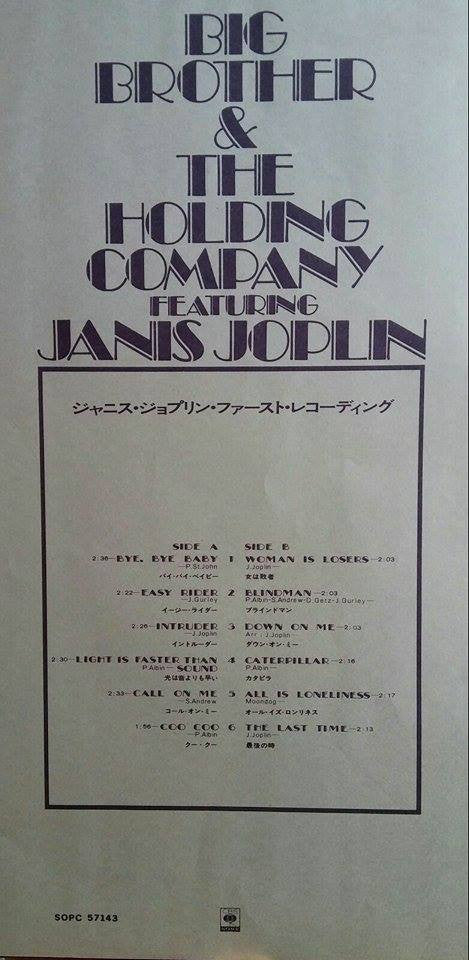 BIG
BROTHER
&
THE
HOLDING
COMPANY
FEATURING
JANIS JOPLIN
ジャニス・ジョプリン・ファースト・レコーディング
SIDE A SIDE B
2:36—BYE, BYE BABY 1 WOMAN IS LOSERS—2:03
—P.St.John J.Joplin—
バイ・バイ・ベイビー 女は敗者
2:22—EASY RIDER 2 BLINDMAN—2:03
—J.Gurley P.Albin-S.Andrew-D.Getz-J.Gurley—
イージー・ライダー ブラインドマン
2:26—INTRUDER 3 DOWN ON ME—2:03
—J.Joplin Arr.: J.Joplin—
イントルーダー ダウン・オン・ミー
2:30—LIGHT IS FASTER THAN 4 CATERPILLAR—2:16
P.Albin—SOUND P.Albin—
光は音よりも早い カタピラ
2:33—CALL ON ME 5 ALL IS LONELINESS—2:17
S.Andrew Moondog—
コール・オン・ミー オール・イズ・ロンリネス
1:56—COO COO 6 THE LAST TIME—2:13
—P.Albin J.Joplin—
クー・クー 最後の時
SOPC 57143